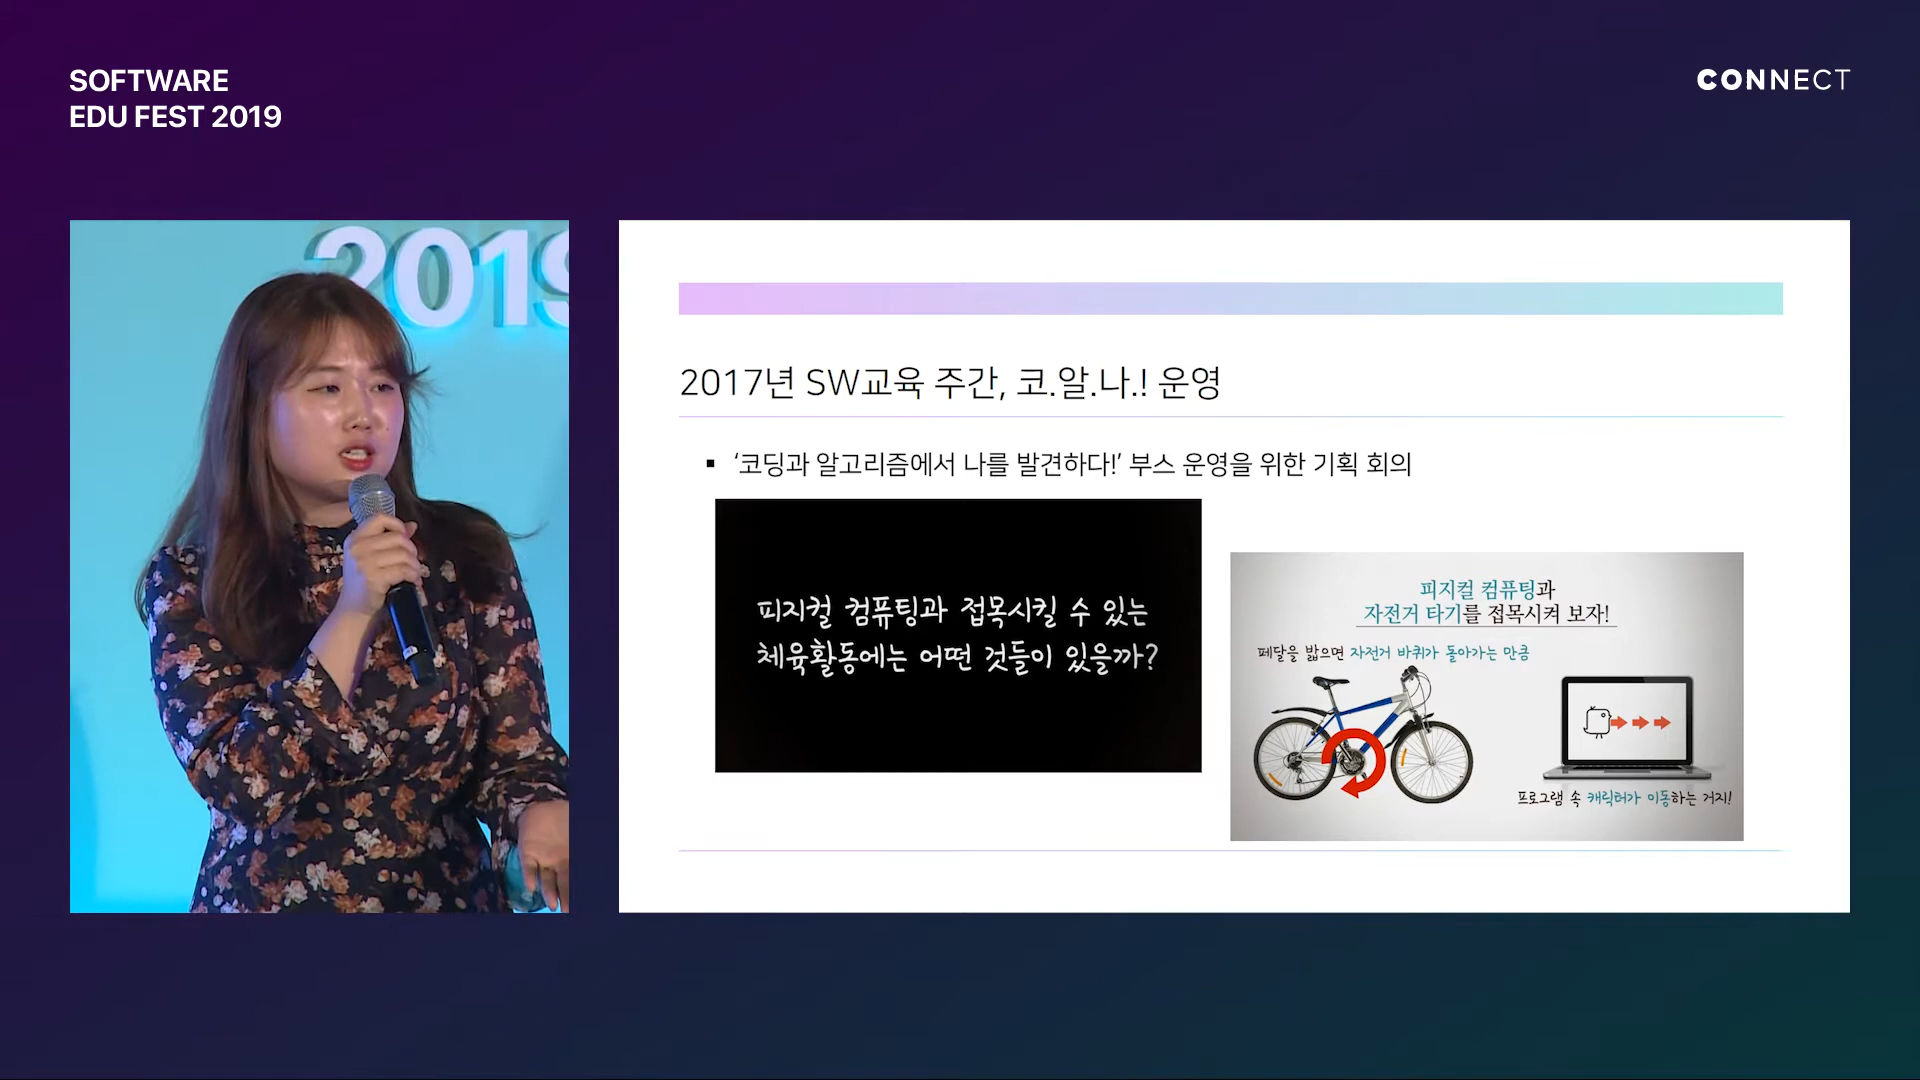 SOFTWARE
EDU FEST 2019
CONNECT
2019
2017년 SW교육 주간, 코.알.나.! 운영
▪ ‘코딩과 알고리즘에서 나를 발견하다!’ 부스 운영을 위한 기획 회의
피지컬 컴퓨팅과 접목시킬 수 있는
체육활동에는 어떤 것들이 있을까?
피지컬 컴퓨팅과
자전거 타기를 접목시켜 보자!
페달을 밟으면 자전거 바퀴가 돌아가는 만큼
프로그램 속 캐릭터가 이동하는 거지!